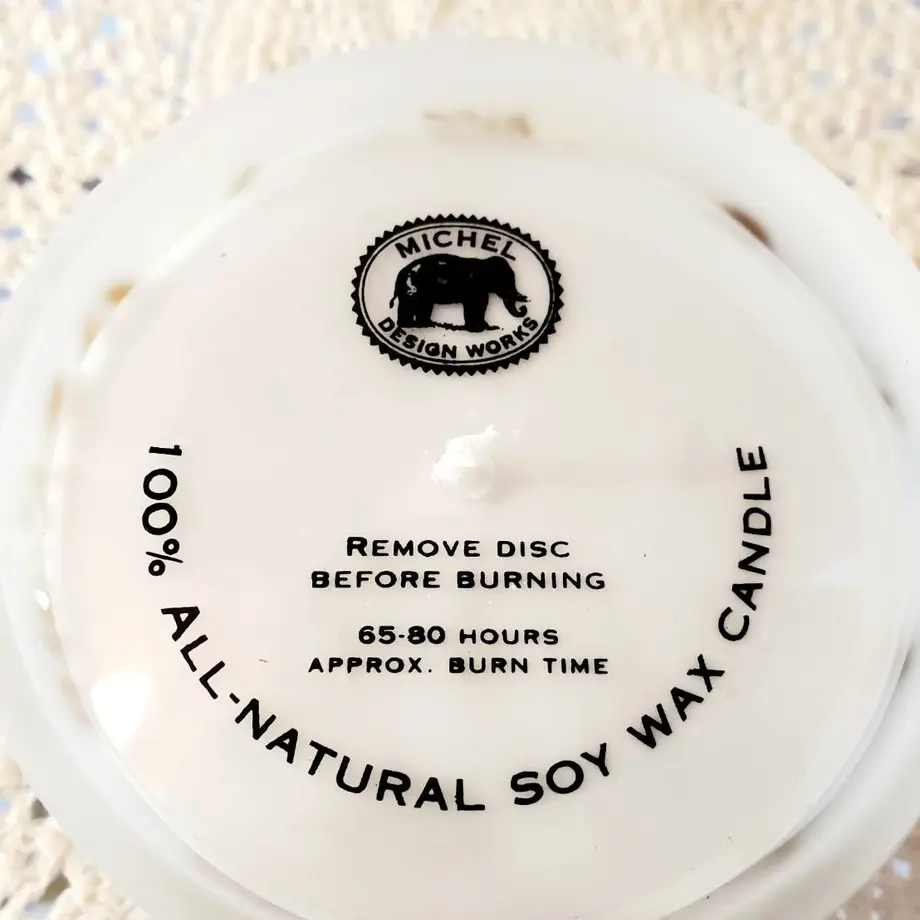 MICHEL
DESIGN WORKS
REMOVE DISC
BEFORE BURNING
65-80 HOURS
APPROX. BURN TIME
100% ALL-NATURAL SOY WAX CANDLE